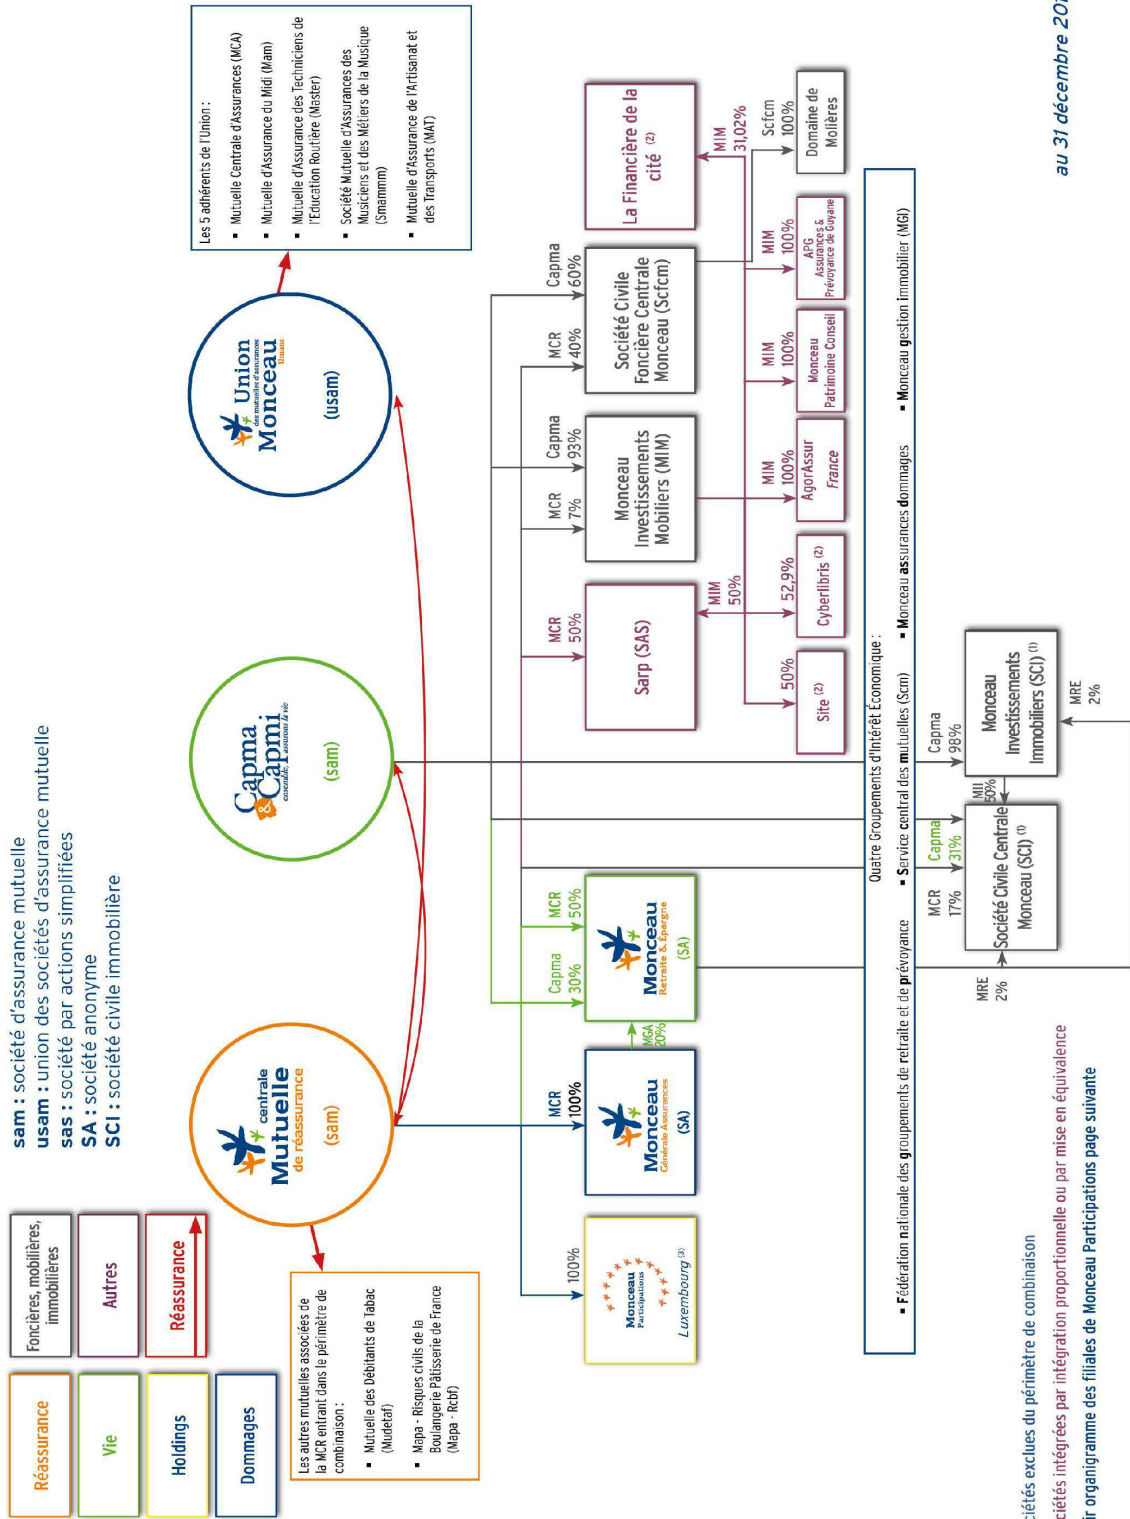 Réassurance
Vie
Holdings
Dommages
Foncières, mobilières,
immobilières
Autres
Réassurance
sam : société d'assurance mutuelle
usam : union des sociétés d'assurance mutuelle
sas : société par actions simplifiées
SA : société anonyme
SCI : société civile immobilière
centrale
Mutuelle
de réassurance
(sam)
Capma
& Capmi
ensemble, assurons la vie
(sam)
Union
des mutuelles d'assurances
Monceau
Umam
(usam)
Les 5 adhérents de l'Union :
▪ Mutuelle Centrale d'Assurances (MCA)
▪ Mutuelle d'Assurance du Midi (Mam)
▪ Mutuelle d'Assurance des Techniciens de
l'Education Routière (Master)
▪ Société Mutuelle d'Assurances des
Musiciens et des Métiers de la Musique
(Smammm)
▪ Mutuelle d'Assurance de l'Artisanat et
des Transports (MAT)
Les autres mutuelles associées de
la MCR entrant dans le périmètre de
combinaison :
▪ Mutuelle des Débitants de Tabac
(Mudetaf)
▪ Mapa - Risques civils de la
Boulangerie Pâtisserie de France
(Mapa - Rcbf)
100%
Monceau
Participations
Luxembourg (3)
MCR
100%
Monceau
Générale Assurances
(SA)
MGA
20%
Capma
30%
MCR
50%
Monceau
Retraite & Épargne
(SA)
MCR
50%
Sarp (SAS)
MIM
50%
MCR
7%
Capma
93%
Monceau
Investissements
Mobiliers (MIM)
MCR
40%
Capma
60%
Société Civile
Foncière Centrale
Monceau (Scfcm)
La Financière de la
cité (2)
MIM
31,02%
50%
Site (2)
52,9%
Cyberlibris (2)
MIM
100%
AgorAssur
France
MIM
100%
Monceau
Patrimoine Conseil
MIM
100%
APG
Assurances &
Prévoyance de Guyane
Scfcm
100%
Domaine de
Molières
Quatre Groupements d'Intérêt Économique :
▪ Fédération nationale des groupements de retraite et de prévoyance
▪ Service central des mutuelles (Scm)
▪ Monceau assurances dommages
▪ Monceau gestion immobilier (MGI)
MRE
2%
MCR
17%
Capma
31%
Société Civile Centrale
Monceau (SCI) (1)
MII
50%
Capma
98%
Monceau
Investissements
Immobiliers (SCI) (1)
MRE
2%
ciétés exclues du périmètre de combinaison
ciétés intégrées par intégration proportionnelle ou par mise en équivalence
ir organigramme des filiales de Monceau Participations page suivante
au 31 décembre 201